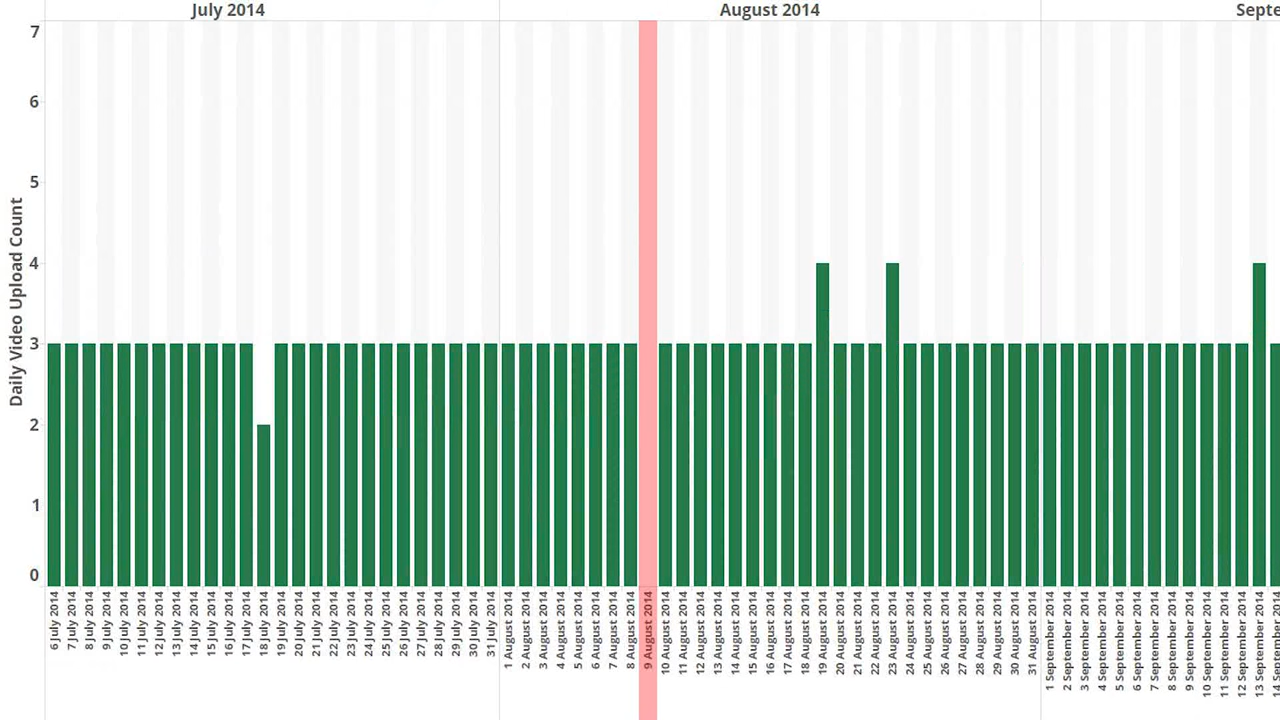 July 2014
August 2014
Septe
7
6
5
4
3
2
1
0
Daily Video Upload Count
6 July 2014
7 July 2014
8 July 2014
9 July 2014
10 July 2014
11 July 2014
12 July 2014
13 July 2014
14 July 2014
15 July 2014
16 July 2014
17 July 2014
18 July 2014
19 July 2014
20 July 2014
21 July 2014
22 July 2014
23 July 2014
24 July 2014
25 July 2014
26 July 2014
27 July 2014
28 July 2014
29 July 2014
30 July 2014
31 July 2014
1 August 2014
2 August 2014
3 August 2014
4 August 2014
5 August 2014
6 August 2014
7 August 2014
8 August 2014
9 August 2014
10 August 2014
11 August 2014
12 August 2014
13 August 2014
14 August 2014
15 August 2014
16 August 2014
17 August 2014
18 August 2014
19 August 2014
20 August 2014
21 August 2014
22 August 2014
23 August 2014
24 August 2014
25 August 2014
26 August 2014
27 August 2014
28 August 2014
29 August 2014
30 August 2014
31 August 2014
1 September 2014
2 September 2014
3 September 2014
4 September 2014
5 September 2014
6 September 2014
7 September 2014
8 September 2014
9 September 2014
10 September 2014
11 September 2014
12 September 2014
13 September 2014
14 September 2014